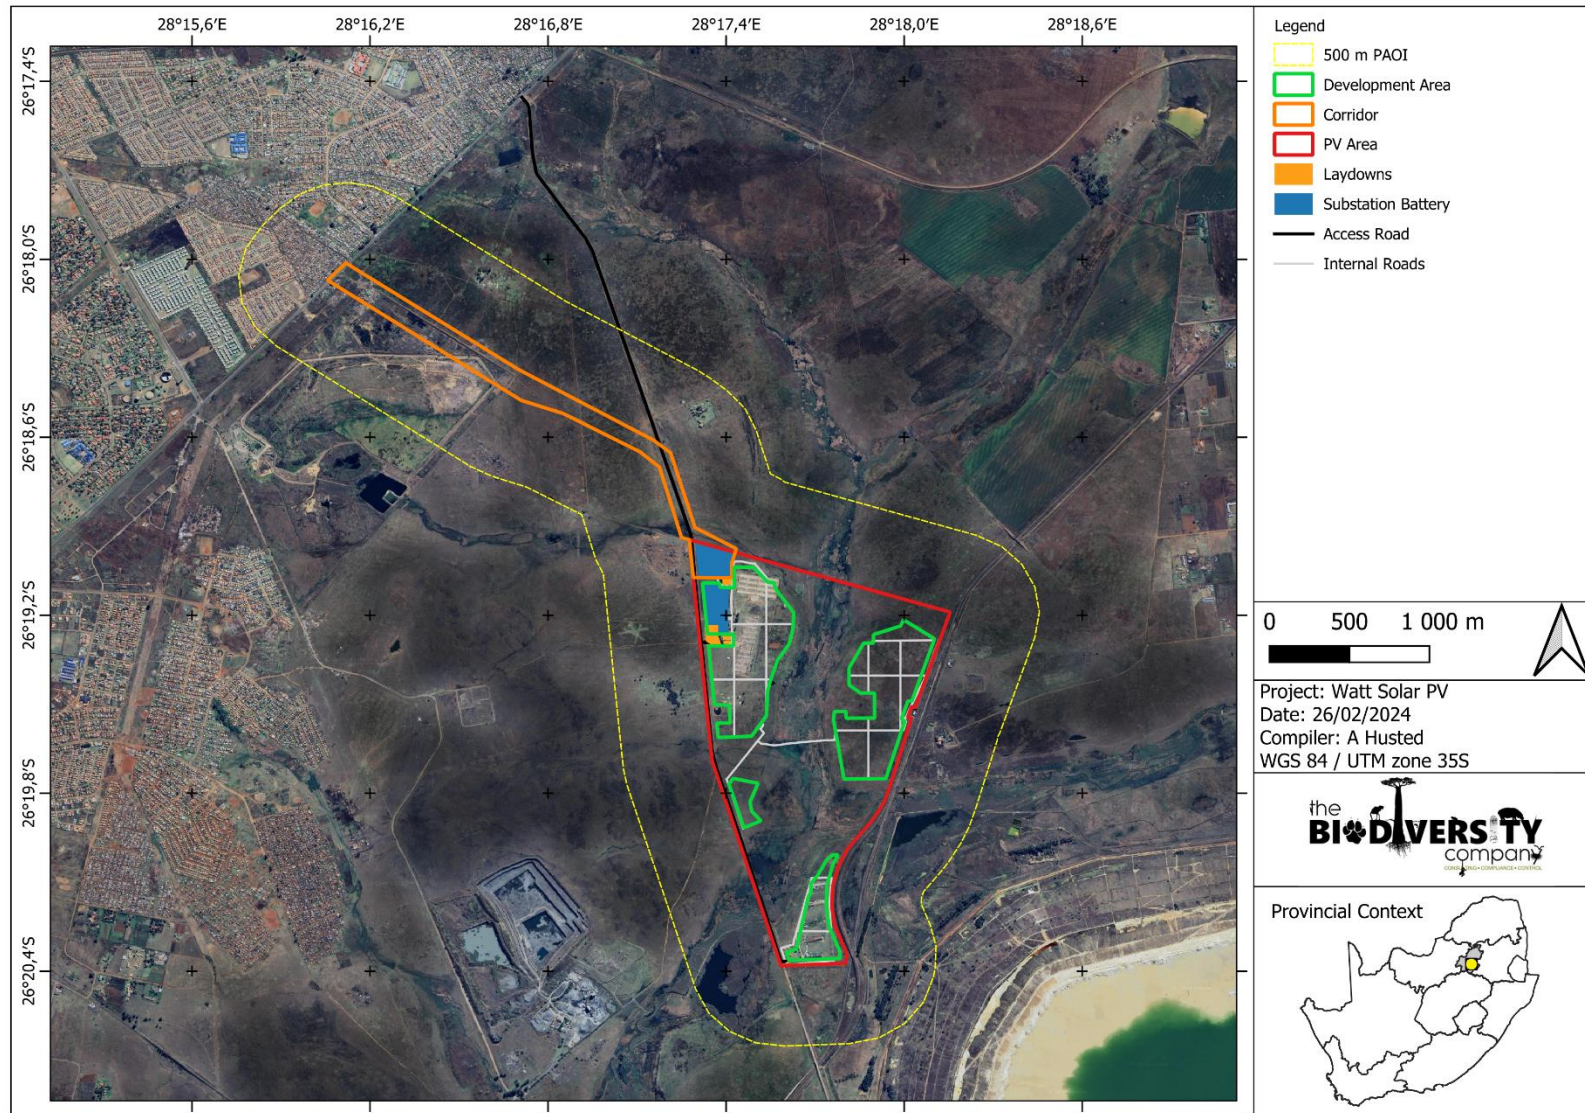 28°15,6′E 28°16,2′E 28°16,8′E 28°17,4′E 28°18,0′E 28°18,6′E
26°17,4′S
26°18,0′S
26°18,6′S
26°19,2′S
26°19,8′S
26°20,4′S
Legend
500 m PAOI
Development Area
Corridor
PV Area
Laydowns
Substation Battery
Access Road
Internal Roads
0 500 1 000 m
Project: Watt Solar PV
Date: 26/02/2024
Compiler: A Husted
WGS 84 / UTM zone 35S
the
BIODIVERSITY
company
CONSULTING • COMPLIANCE • CONTROL
Provincial Context